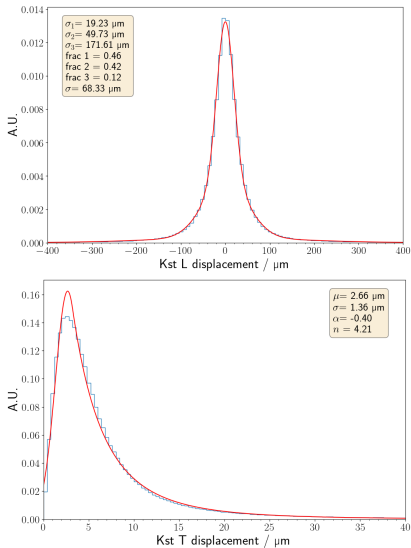 0.014
0.012
0.010
0.008
0.006
0.004
0.002
0.000
A.U.
σ₁= 19.23 μm
σ₂= 49.73 μm
σ₃= 171.61 μm
frac 1 = 0.46
frac 2 = 0.42
frac 3 = 0.12
σ= 68.33 μm
−400 −300 −200 −100 0 100 200 300 400
Kst L displacement / μm
0.16
0.14
0.12
0.10
0.08
0.06
0.04
0.02
0.00
A.U.
μ= 2.66 μm
σ= 1.36 μm
α= -0.40
n = 4.21
0 5 10 15 20 25 30 35 40
Kst T displacement / μm